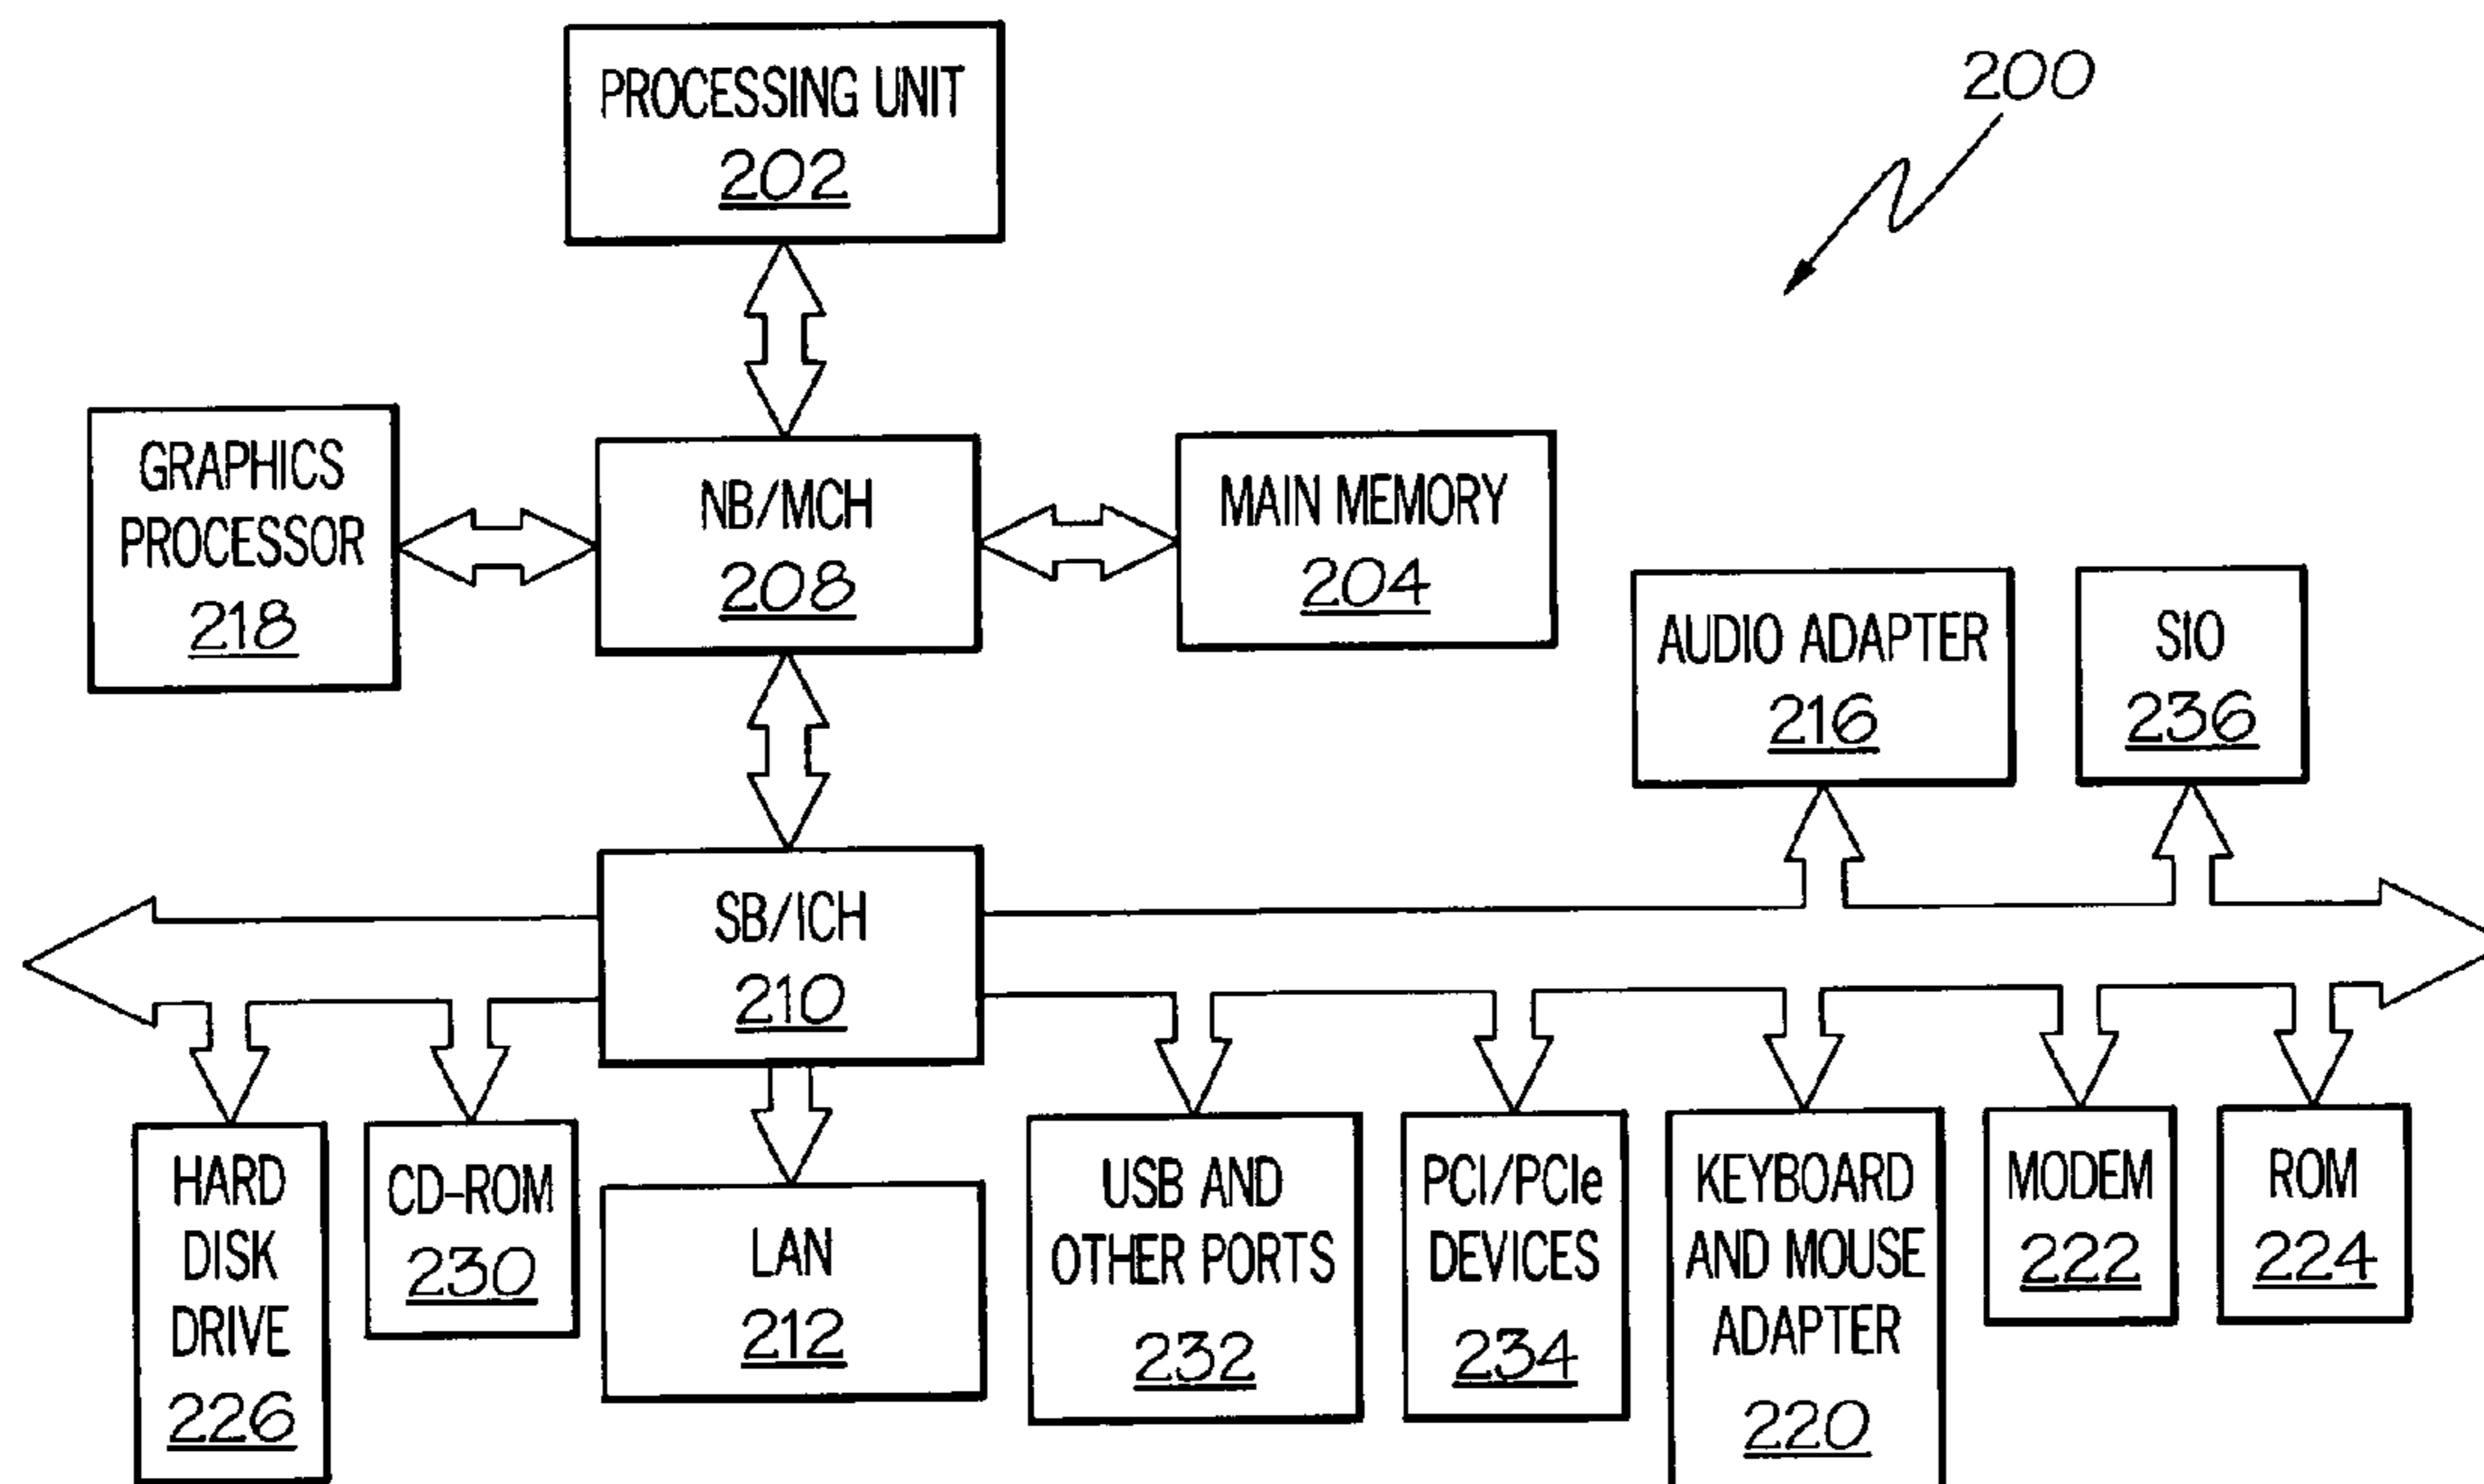 PROCESSING UNIT
202
200
GRAPHICS
PROCESSOR
218
NB/MCH
208
MAIN MEMORY
204
AUDIO ADAPTER
216
SIO
236
SB/ICH
210
HARD
DISK
DRIVE
226
CD-ROM
230
LAN
212
USB AND
OTHER PORTS
232
PCI/PCIe
DEVICES
234
KEYBOARD
AND MOUSE
ADAPTER
220
MODEM
222
ROM
224